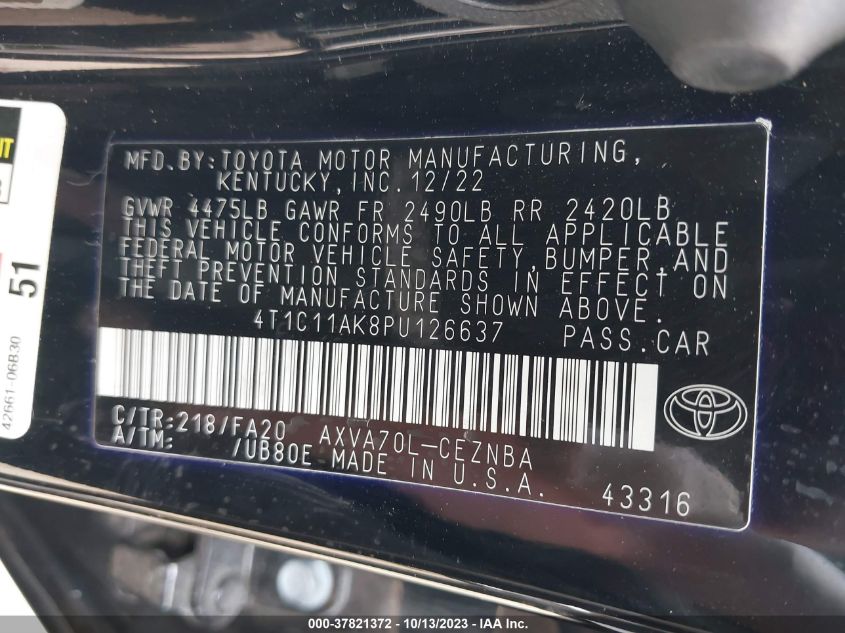 MFD.BY:TOYOTA MOTOR MANUFACTURING,
KENTUCKY,INC.12/22
GVWR 4475LB GAWR FR 2490LB RR 2420LB
THIS VEHICLE CONFORMS TO ALL APPLICABLE
FEDERAL MOTOR VEHICLE SAFETY,BUMPER,AND
THEFT PREVENTION STANDARDS IN EFFECT ON
THE DATE OF MANUFACTURE SHOWN ABOVE.
4T1C11AK8PU126637 PASS.CAR
C/TR:218/FA20 AXVA70L-CEZNBA
A/TM: /UB80E MADE IN U.S.A. 43316
51
42661-06B30
000-37821372 | 10/13/2023 | © IAA Inc.